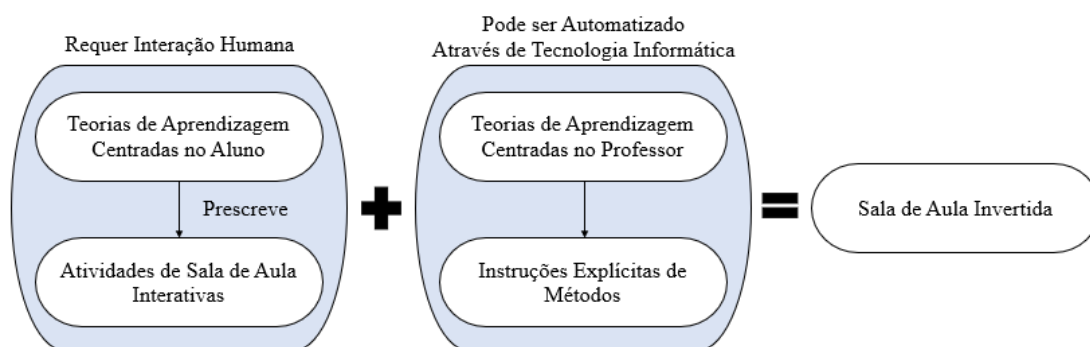 Requer Interação Humana
Teorias de Aprendizagem
Centradas no Aluno
Prescreve
Atividades de Sala de Aula
Interativas
Pode ser Automatizado
Através de Tecnologia Informática
Teorias de Aprendizagem
Centradas no Professor
Instruções Explícitas de
Métodos
Sala de Aula Invertida